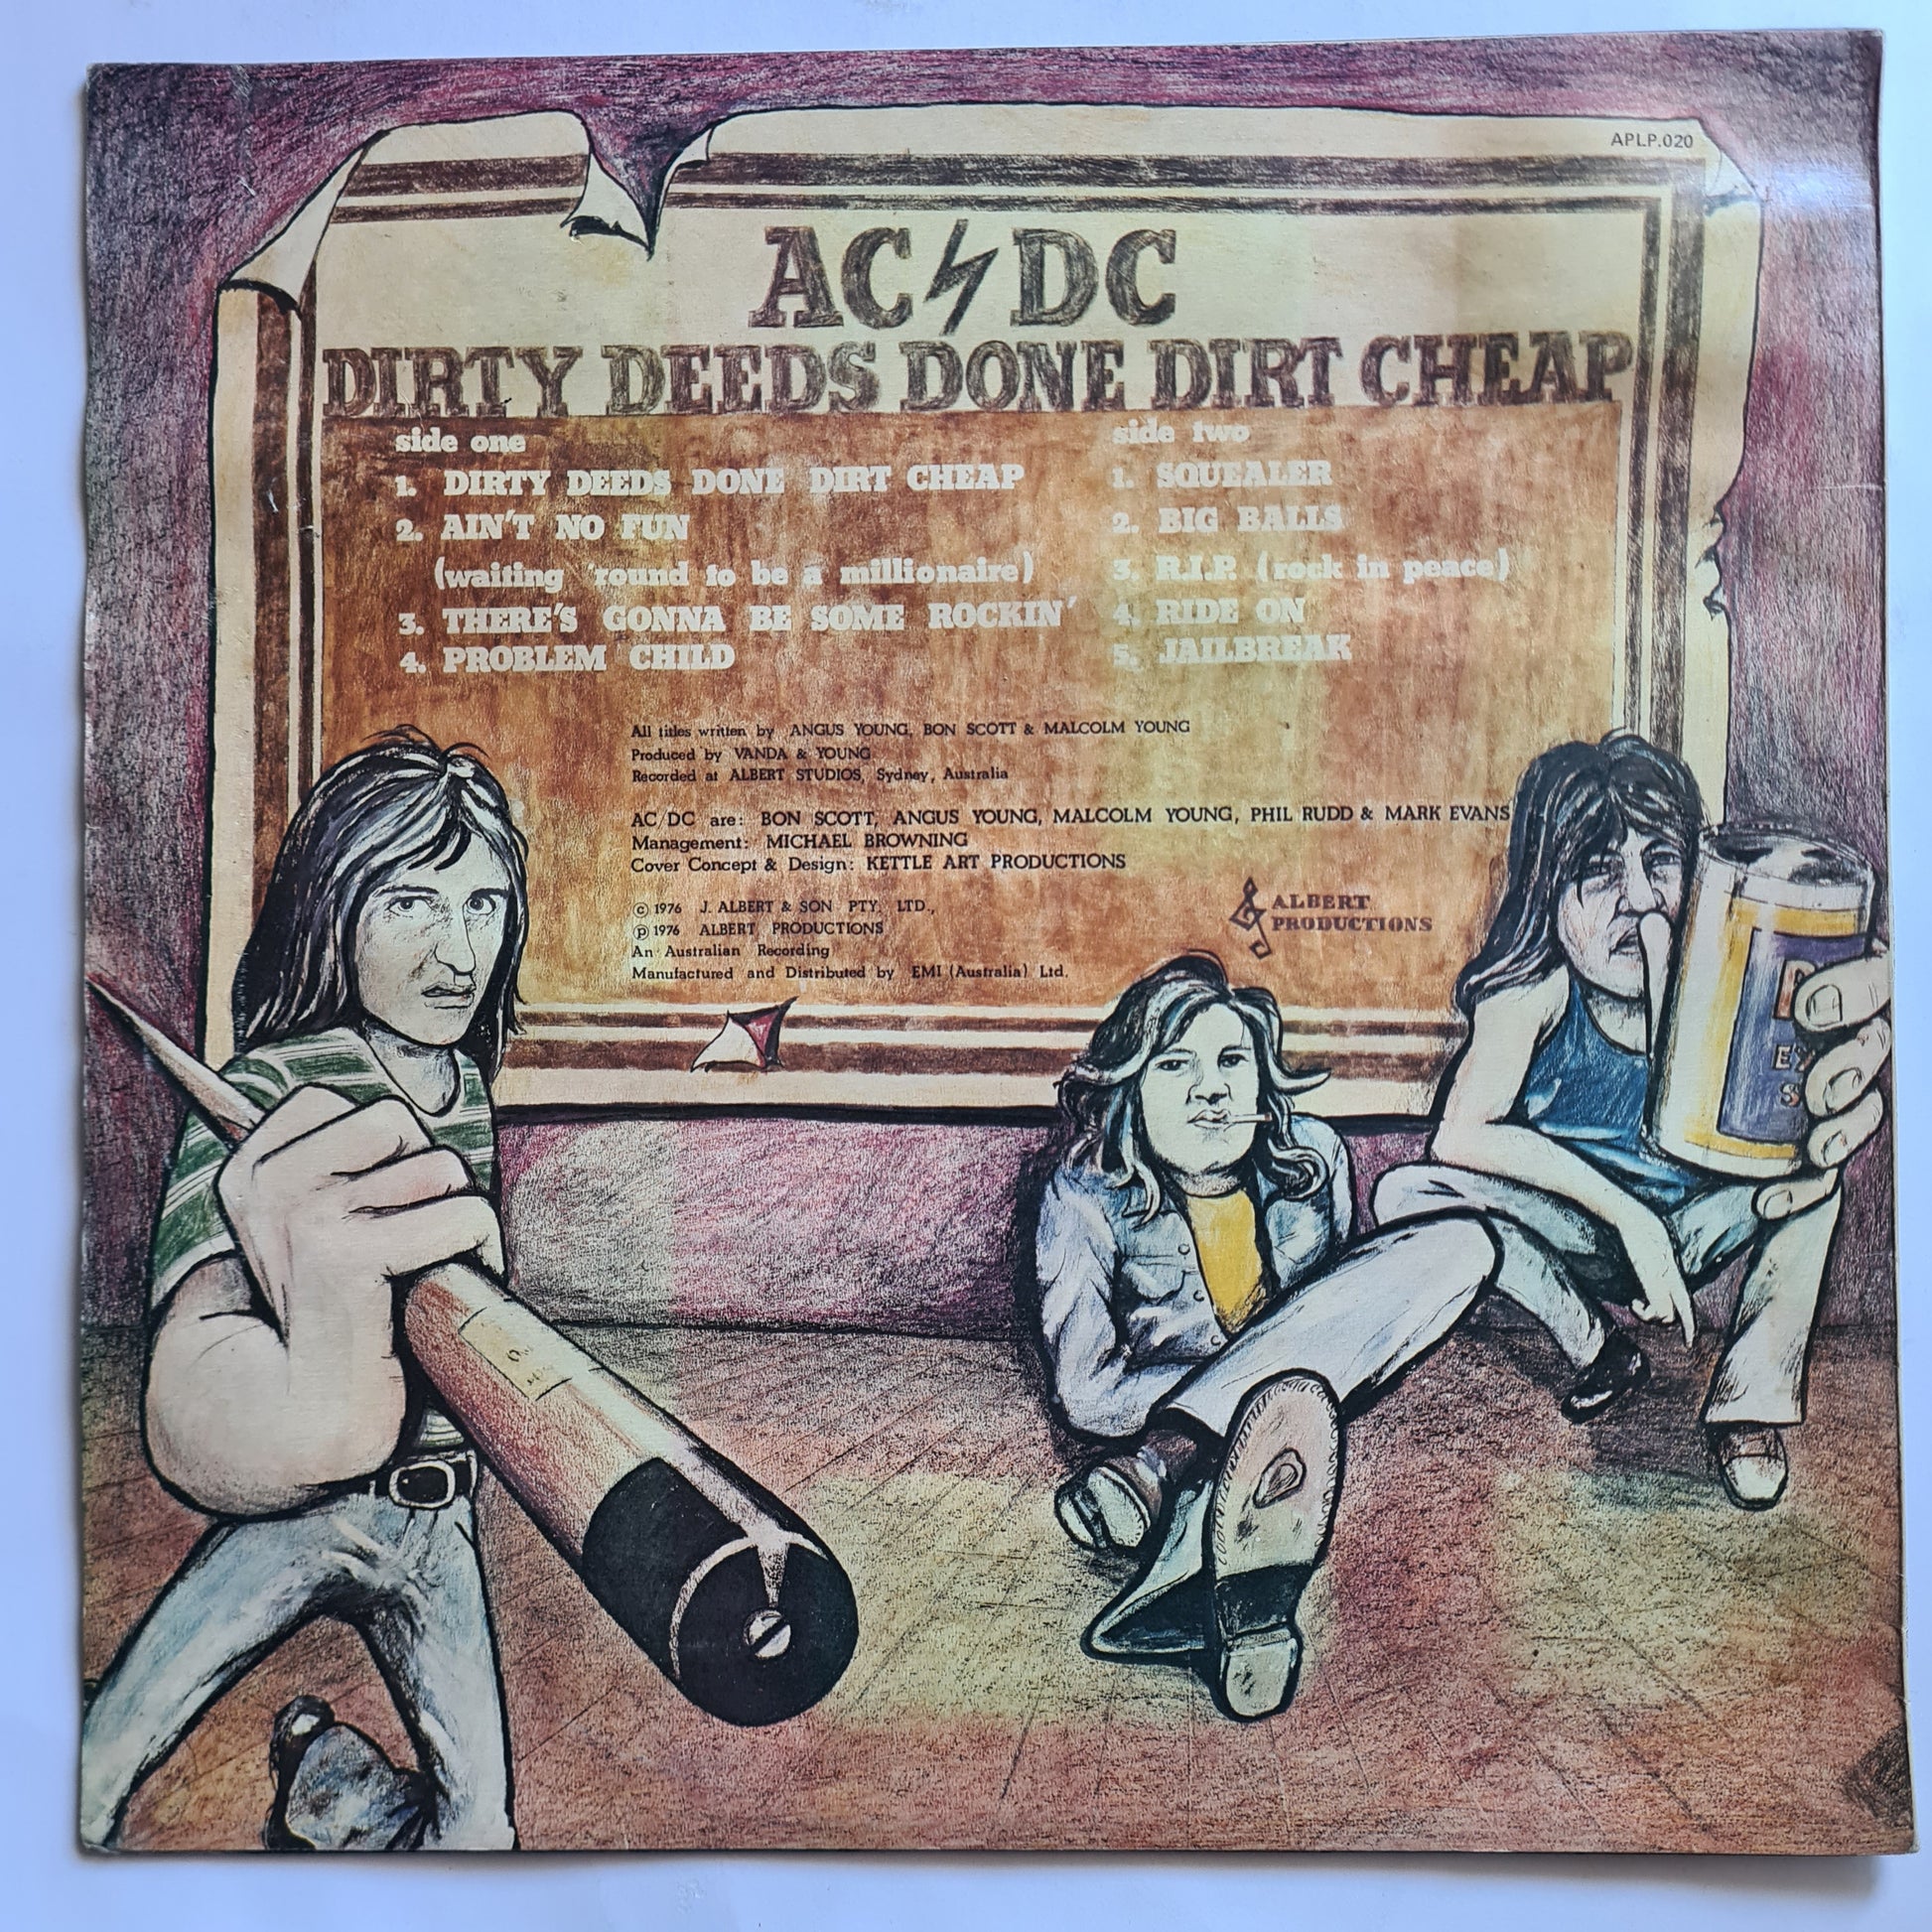 APLP.020
AC⚡DC
DIRTY DEEDS DONE DIRT CHEAP
side one
1. DIRTY DEEDS DONE DIRT CHEAP
2. AIN'T NO FUN
(waiting 'round to be a millionaire)
3. THERE'S GONNA BE SOME ROCKIN'
4. PROBLEM CHILD
side two
1. SQUEALER
2. BIG BALLS
3. R.I.P. (rock in peace)
4. RIDE ON
5. JAILBREAK
All titles written by ANGUS YOUNG, BON SCOTT & MALCOLM YOUNG
Produced by VANDA & YOUNG
Recorded at ALBERT STUDIOS, Sydney, Australia
AC/DC are: BON SCOTT, ANGUS YOUNG, MALCOLM YOUNG, PHIL RUDD & MARK EVANS
Management: MICHAEL BROWNING
Cover Concept & Design: KETTLE ART PRODUCTIONS
© 1976 J. ALBERT & SON PTY. LTD.,
℗ 1976 ALBERT PRODUCTIONS
An Australian Recording
Manufactured and Distributed by EMI (Australia) Ltd.
ALBERT
PRODUCTIONS